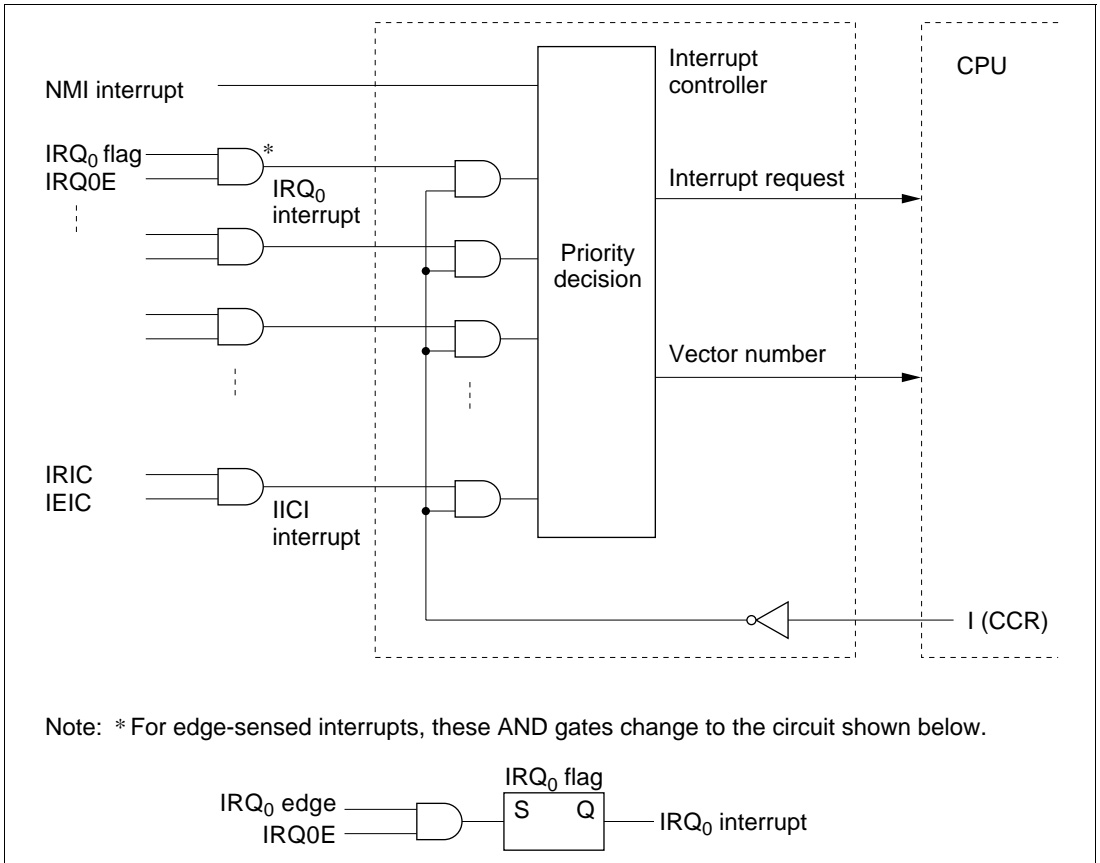 Interrupt
controller
CPU
NMI interrupt
IRQ0 flag
IRQ0E
*
IRQ0
interrupt
Interrupt request
Priority
decision
Vector number
IRIC
IEIC
IICI
interrupt
I (CCR)
Note: * For edge-sensed interrupts, these AND gates change to the circuit shown below.
IRQ0 flag
IRQ0 edge
IRQ0E
S Q
IRQ0 interrupt